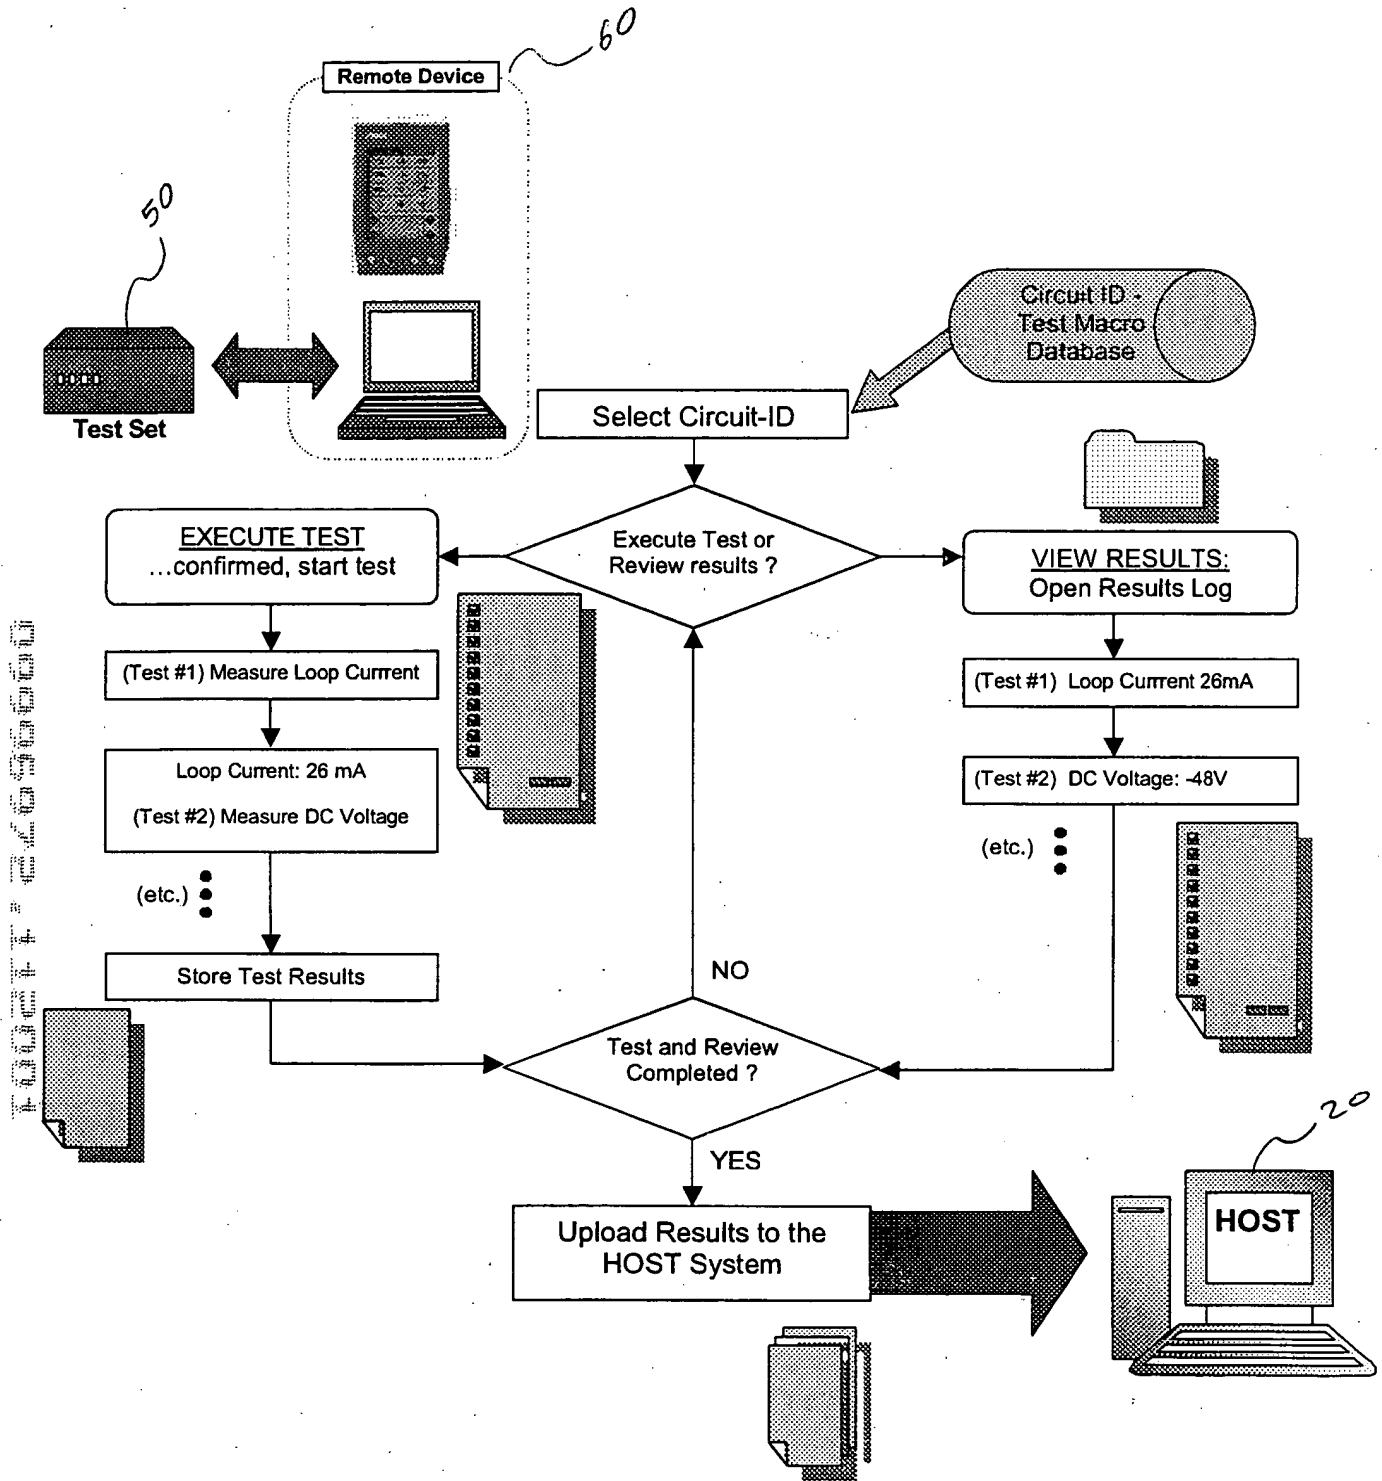 60
Remote Device
50
Test Set
Circuit ID -
Test Macro
Database
Select Circuit-ID
EXECUTE TEST
...confirmed, start test
Execute Test or
Review results ?
VIEW RESULTS:
Open Results Log
(Test #1) Measure Loop Currrent
(Test #1) Loop Currrent 26mA
Loop Current: 26 mA
(Test #2) Measure DC Voltage
(Test #2) DC Voltage: -48V
(etc.)
(etc.)
Store Test Results
NO
Test and Review
Completed ?
YES
20
Upload Results to the
HOST System
HOST